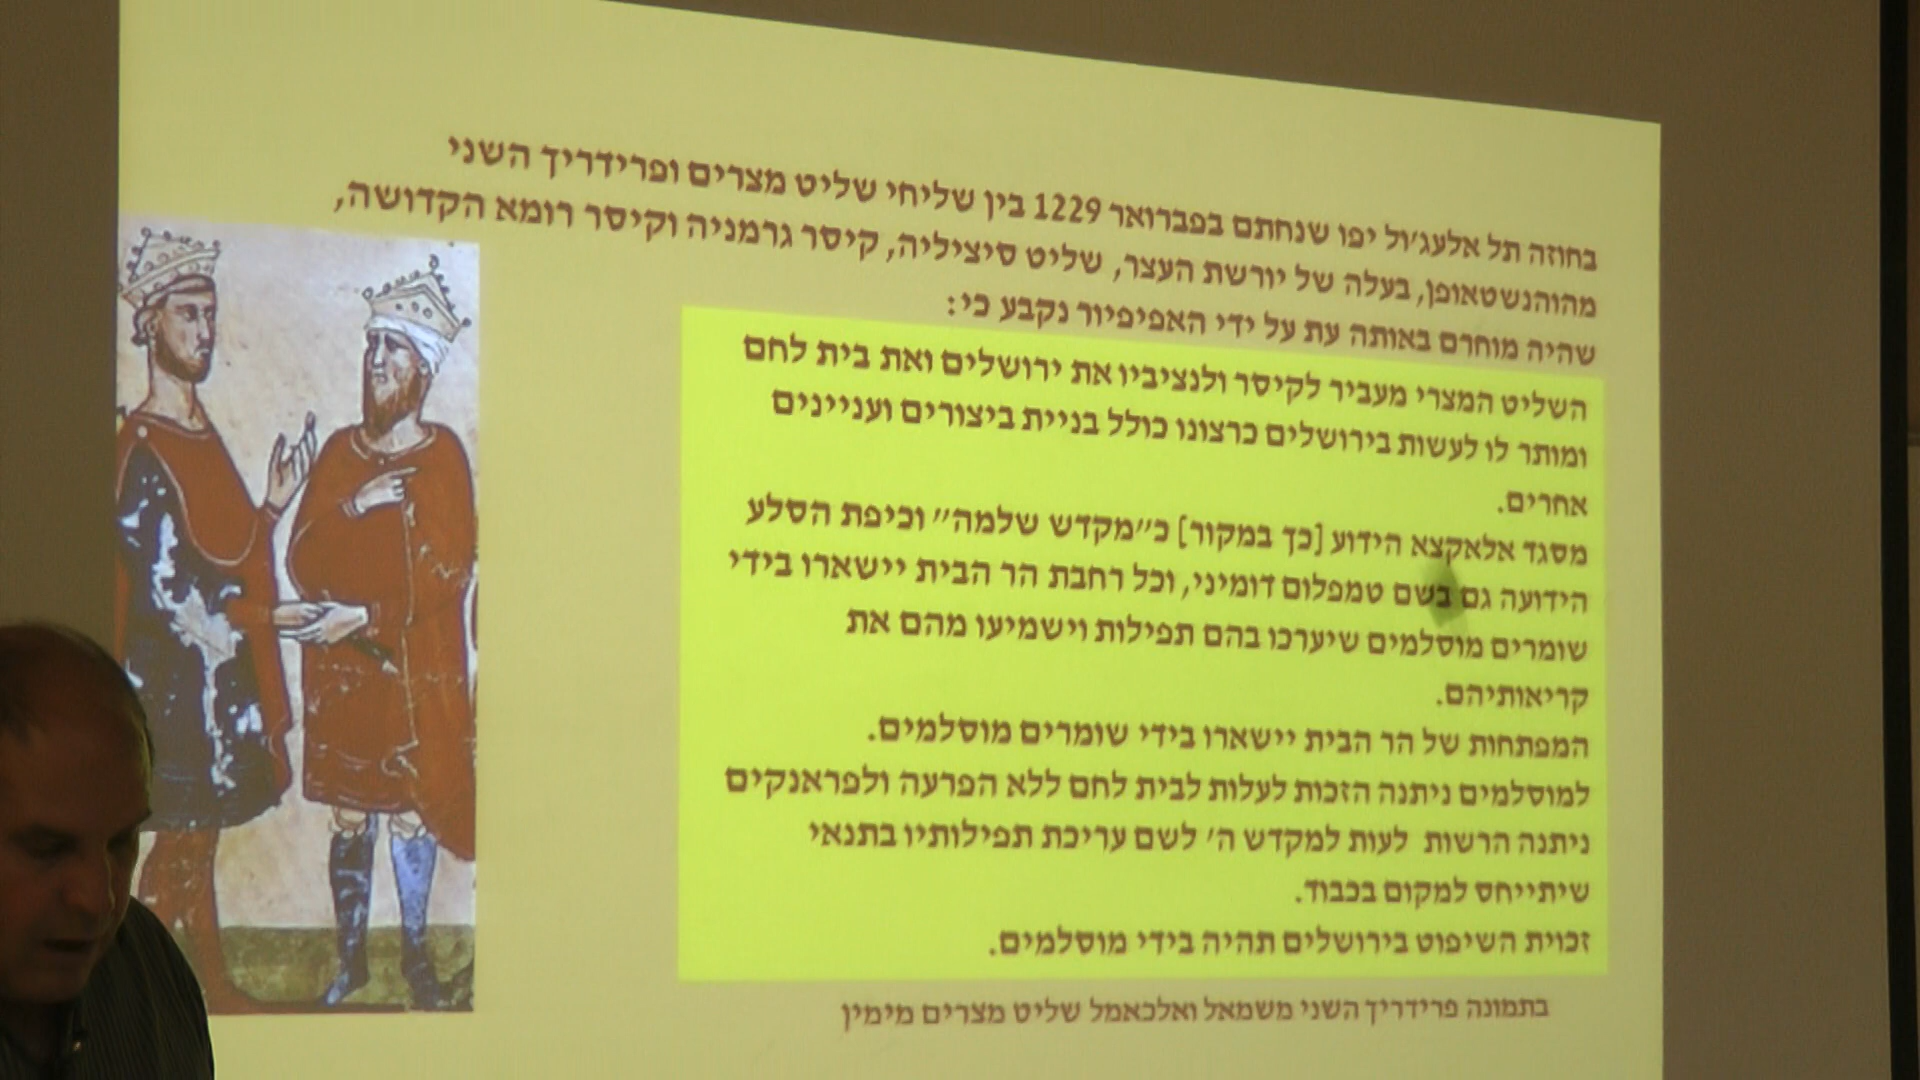 בחוזה תל אלעג'ול יפו שנחתם בפברואר 1229 בין שליחי שליט מצרים ופרידריך השני
מהוהנשטאופן, בעלה של יורשת העצר, שליט סיציליה, קיסר גרמניה וקיסר רומא הקדושה,
שהיה מוחרם באותה עת על ידי האפיפיור נקבע כי:
השליט המצרי מעביר לקיסר ולנציביו את ירושלים ואת בית לחם
ומותר לו לעשות בירושלים כרצונו כולל בניית ביצורים ועניינים
אחרים.
מסגד אלאקצא הידוע [כך במקור] כ"מקדש שלמה" וכיפת הסלע
הידועה גם בשם טמפלום דומיני, וכל רחבת הר הבית יישארו בידי
שומרים מוסלמים שיערכו בהם תפילות וישמיעו מהם את
קריאותיהם.
המפתחות של הר הבית יישארו בידי שומרים מוסלמים.
למוסלמים ניתנה הזכות לעלות לבית לחם ללא הפרעה ולפראנקים
ניתנה הרשות לעות למקדש ה' לשם עריכת תפילותיו בתנאי
שיתייחס למקום בכבוד.
זכוית השיפוט בירושלים תהיה בידי מוסלמים.
בתמונה פרידריך השני משמאל ואלכאמל שליט מצרים מימין